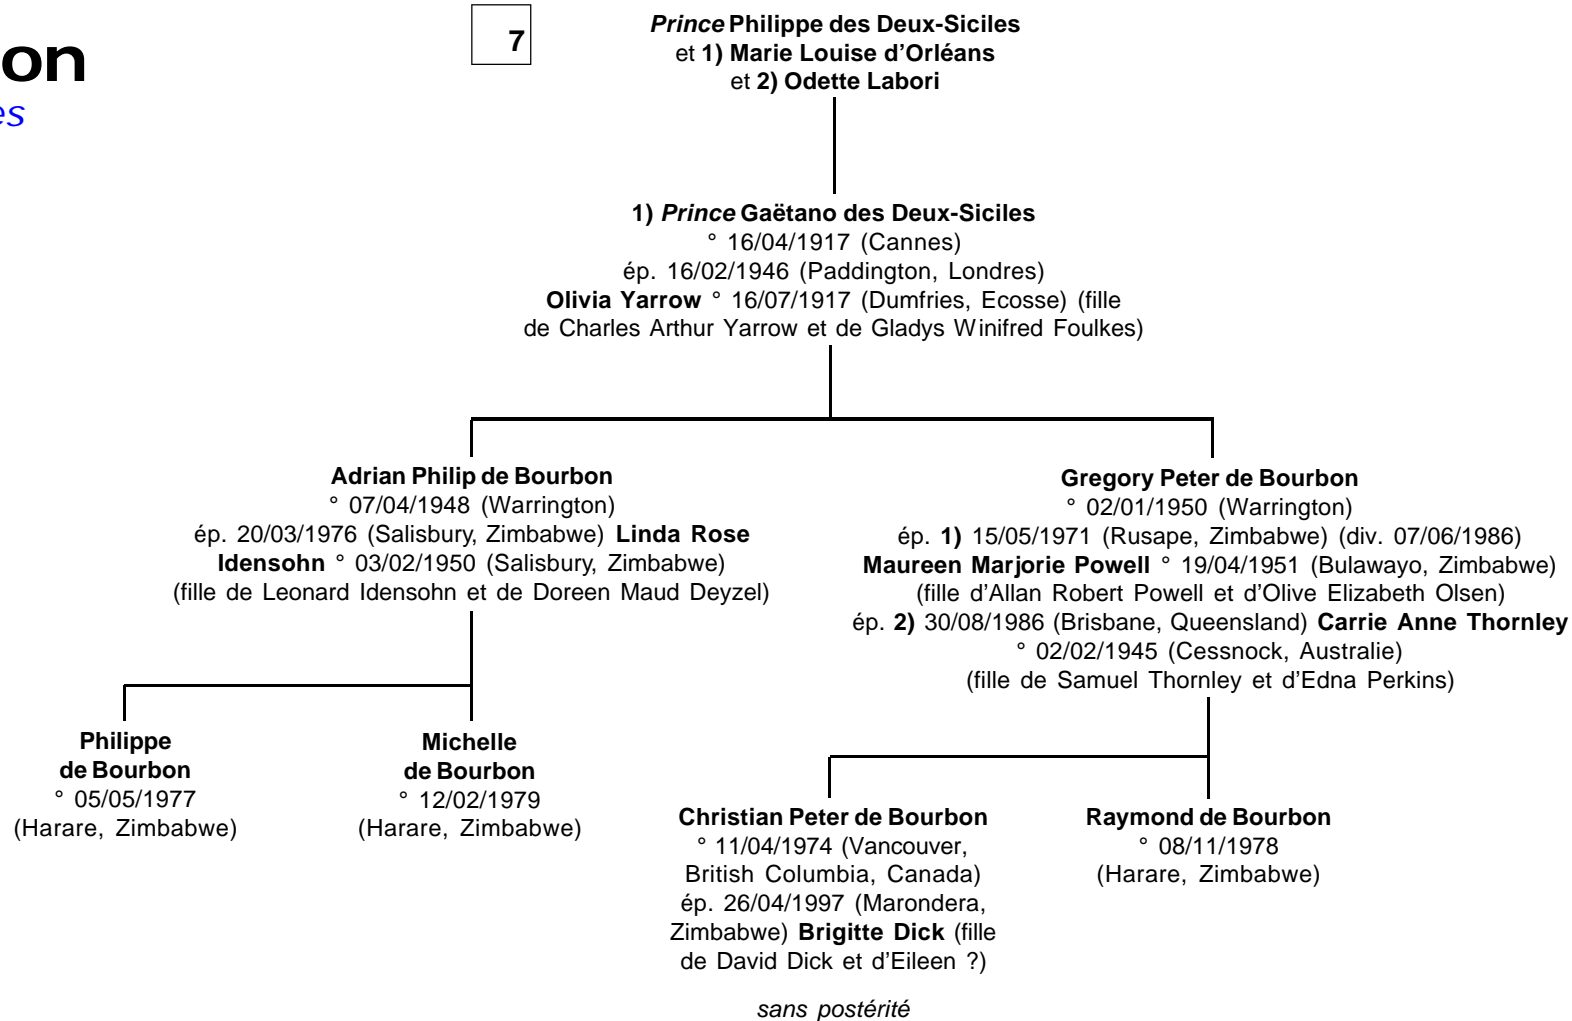 on
es
7
Prince Philippe des Deux-Siciles
et 1) Marie Louise d'Orléans
et 2) Odette Labori
1) Prince Gaëtano des Deux-Siciles
° 16/04/1917 (Cannes)
ép. 16/02/1946 (Paddington, Londres)
Olivia Yarrow ° 16/07/1917 (Dumfries, Ecosse) (fille
de Charles Arthur Yarrow et de Gladys Winifred Foulkes)
Adrian Philip de Bourbon
° 07/04/1948 (Warrington)
ép. 20/03/1976 (Salisbury, Zimbabwe) Linda Rose
Idensohn ° 03/02/1950 (Salisbury, Zimbabwe)
(fille de Leonard Idensohn et de Doreen Maud Deyzel)
Gregory Peter de Bourbon
° 02/01/1950 (Warrington)
ép. 1) 15/05/1971 (Rusape, Zimbabwe) (div. 07/06/1986)
Maureen Marjorie Powell ° 19/04/1951 (Bulawayo, Zimbabwe)
(fille d'Allan Robert Powell et d'Olive Elizabeth Olsen)
ép. 2) 30/08/1986 (Brisbane, Queensland) Carrie Anne Thornley
° 02/02/1945 (Cessnock, Australie)
(fille de Samuel Thornley et d'Edna Perkins)
Philippe
de Bourbon
° 05/05/1977
(Harare, Zimbabwe)
Michelle
de Bourbon
° 12/02/1979
(Harare, Zimbabwe)
Christian Peter de Bourbon
° 11/04/1974 (Vancouver,
British Columbia, Canada)
ép. 26/04/1997 (Marondera,
Zimbabwe) Brigitte Dick (fille
de David Dick et d'Eileen ?)
sans postérité
Raymond de Bourbon
° 08/11/1978
(Harare, Zimbabwe)